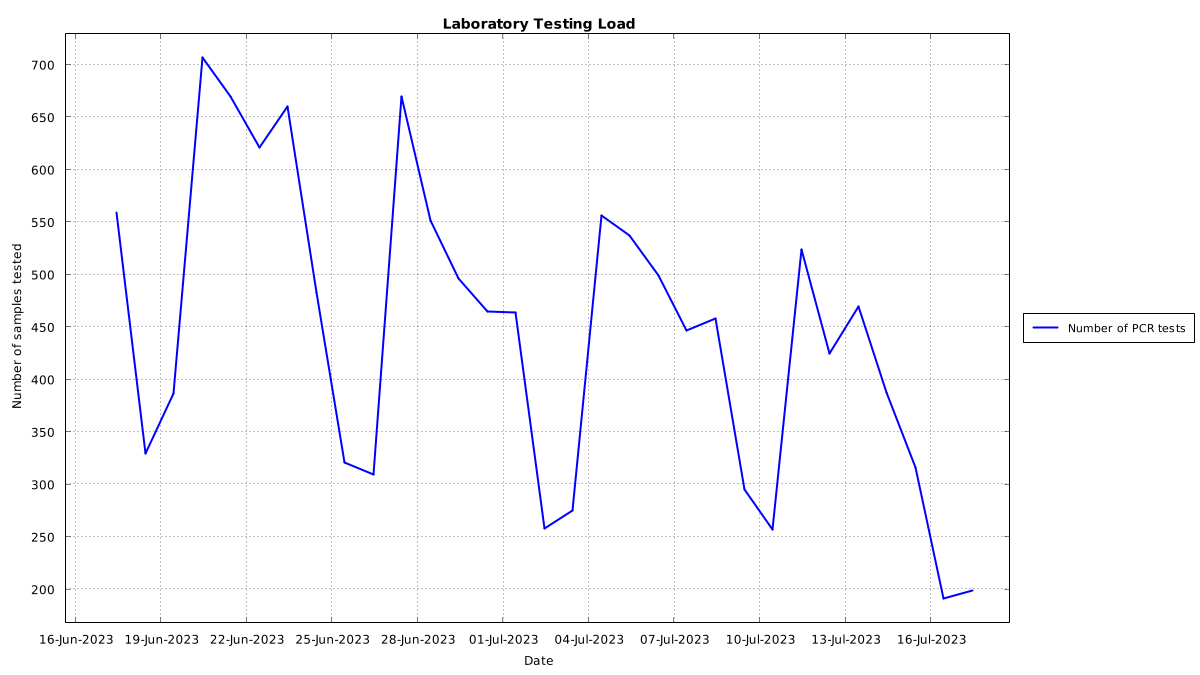 Laboratory Testing Load
700
650
600
550
500
450
400
350
300
250
200
Number of samples tested
16-Jun-2023 19-Jun-2023 22-Jun-2023 25-Jun-2023 28-Jun-2023 01-Jul-2023 04-Jul-2023 07-Jul-2023 10-Jul-2023 13-Jul-2023 16-Jul-2023
Date
Number of PCR tests